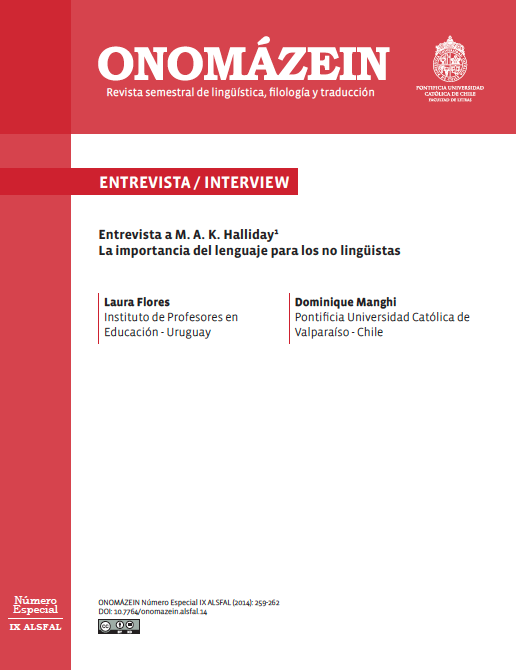 ONOMÁZEIN
Revista semestral de lingüística, filología y traducción
PONTIFICIA UNIVERSIDAD
CATÓLICA DE CHILE
FACULTAD DE LETRAS
ENTREVISTA / INTERVIEW
Entrevista a M. A. K. Halliday¹
La importancia del lenguaje para los no lingüistas
Laura Flores
Instituto de Profesores en
Educación - Uruguay
Dominique Manghi
Pontificia Universidad Católica de
Valparaíso - Chile
Número
Especial
IX ALSFAL
ONOMÁZEIN Número Especial IX ALSFAL (2014): 259-262
DOI: 10.7764/onomazein.alsfal.14